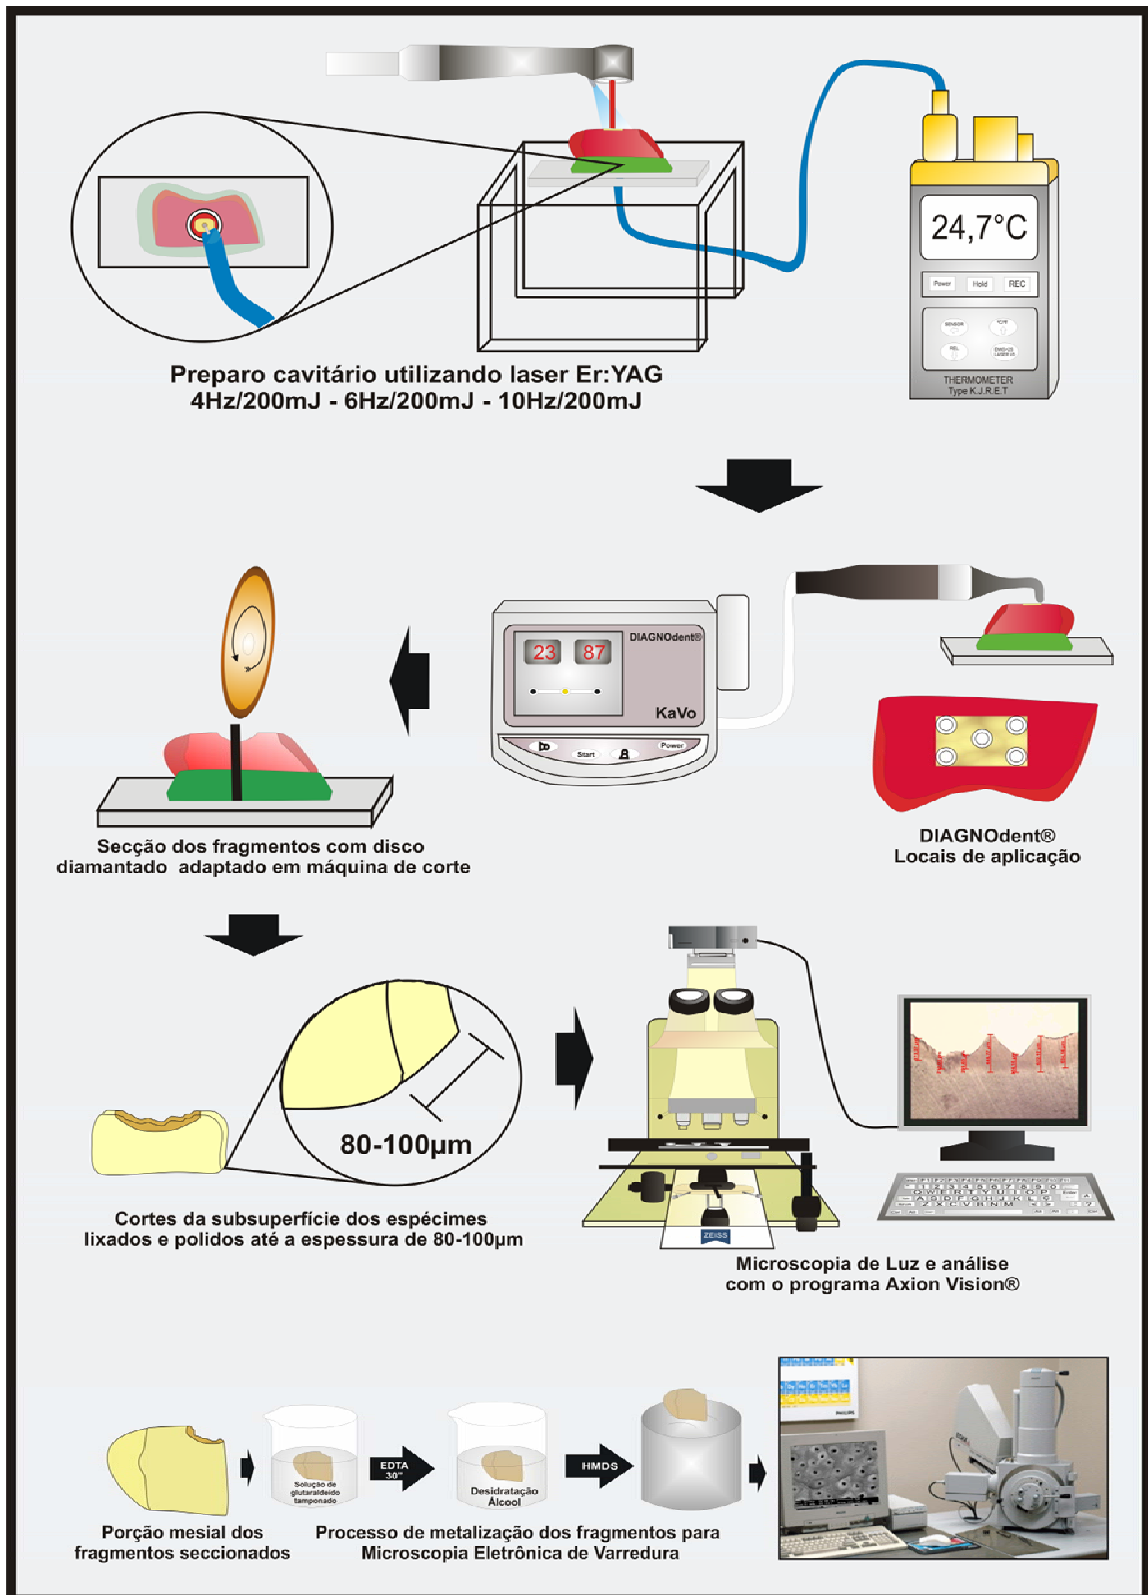 24,7°C
Power
Hold
REC
SENSOR
REL
THERMOMETER
Type K.J.R.E.T
Preparo cavitário utilizando laser Er:YAG
4Hz/200mJ - 6Hz/200mJ - 10Hz/200mJ
DIAGNOdent®
23
87
KaVo
Start
Power
DIAGNOdent®
Locais de aplicação
Secção dos fragmentos com disco
diamantado adaptado em máquina de corte
80-100µm
Cortes da subsuperfície dos espécimes
lixados e polidos até a espessura de 80-100µm
ZEISS
Microscopia de Luz e análise
com o programa Axion Vision®
Solução de
glutaraldeído
tamponado
EDTA
30"
Desidratação
Álcool
HMDS
PHILIPS
Porção mesial dos
fragmentos seccionados
Processo de metalização dos fragmentos para
Microscopia Eletrônica de Varredura